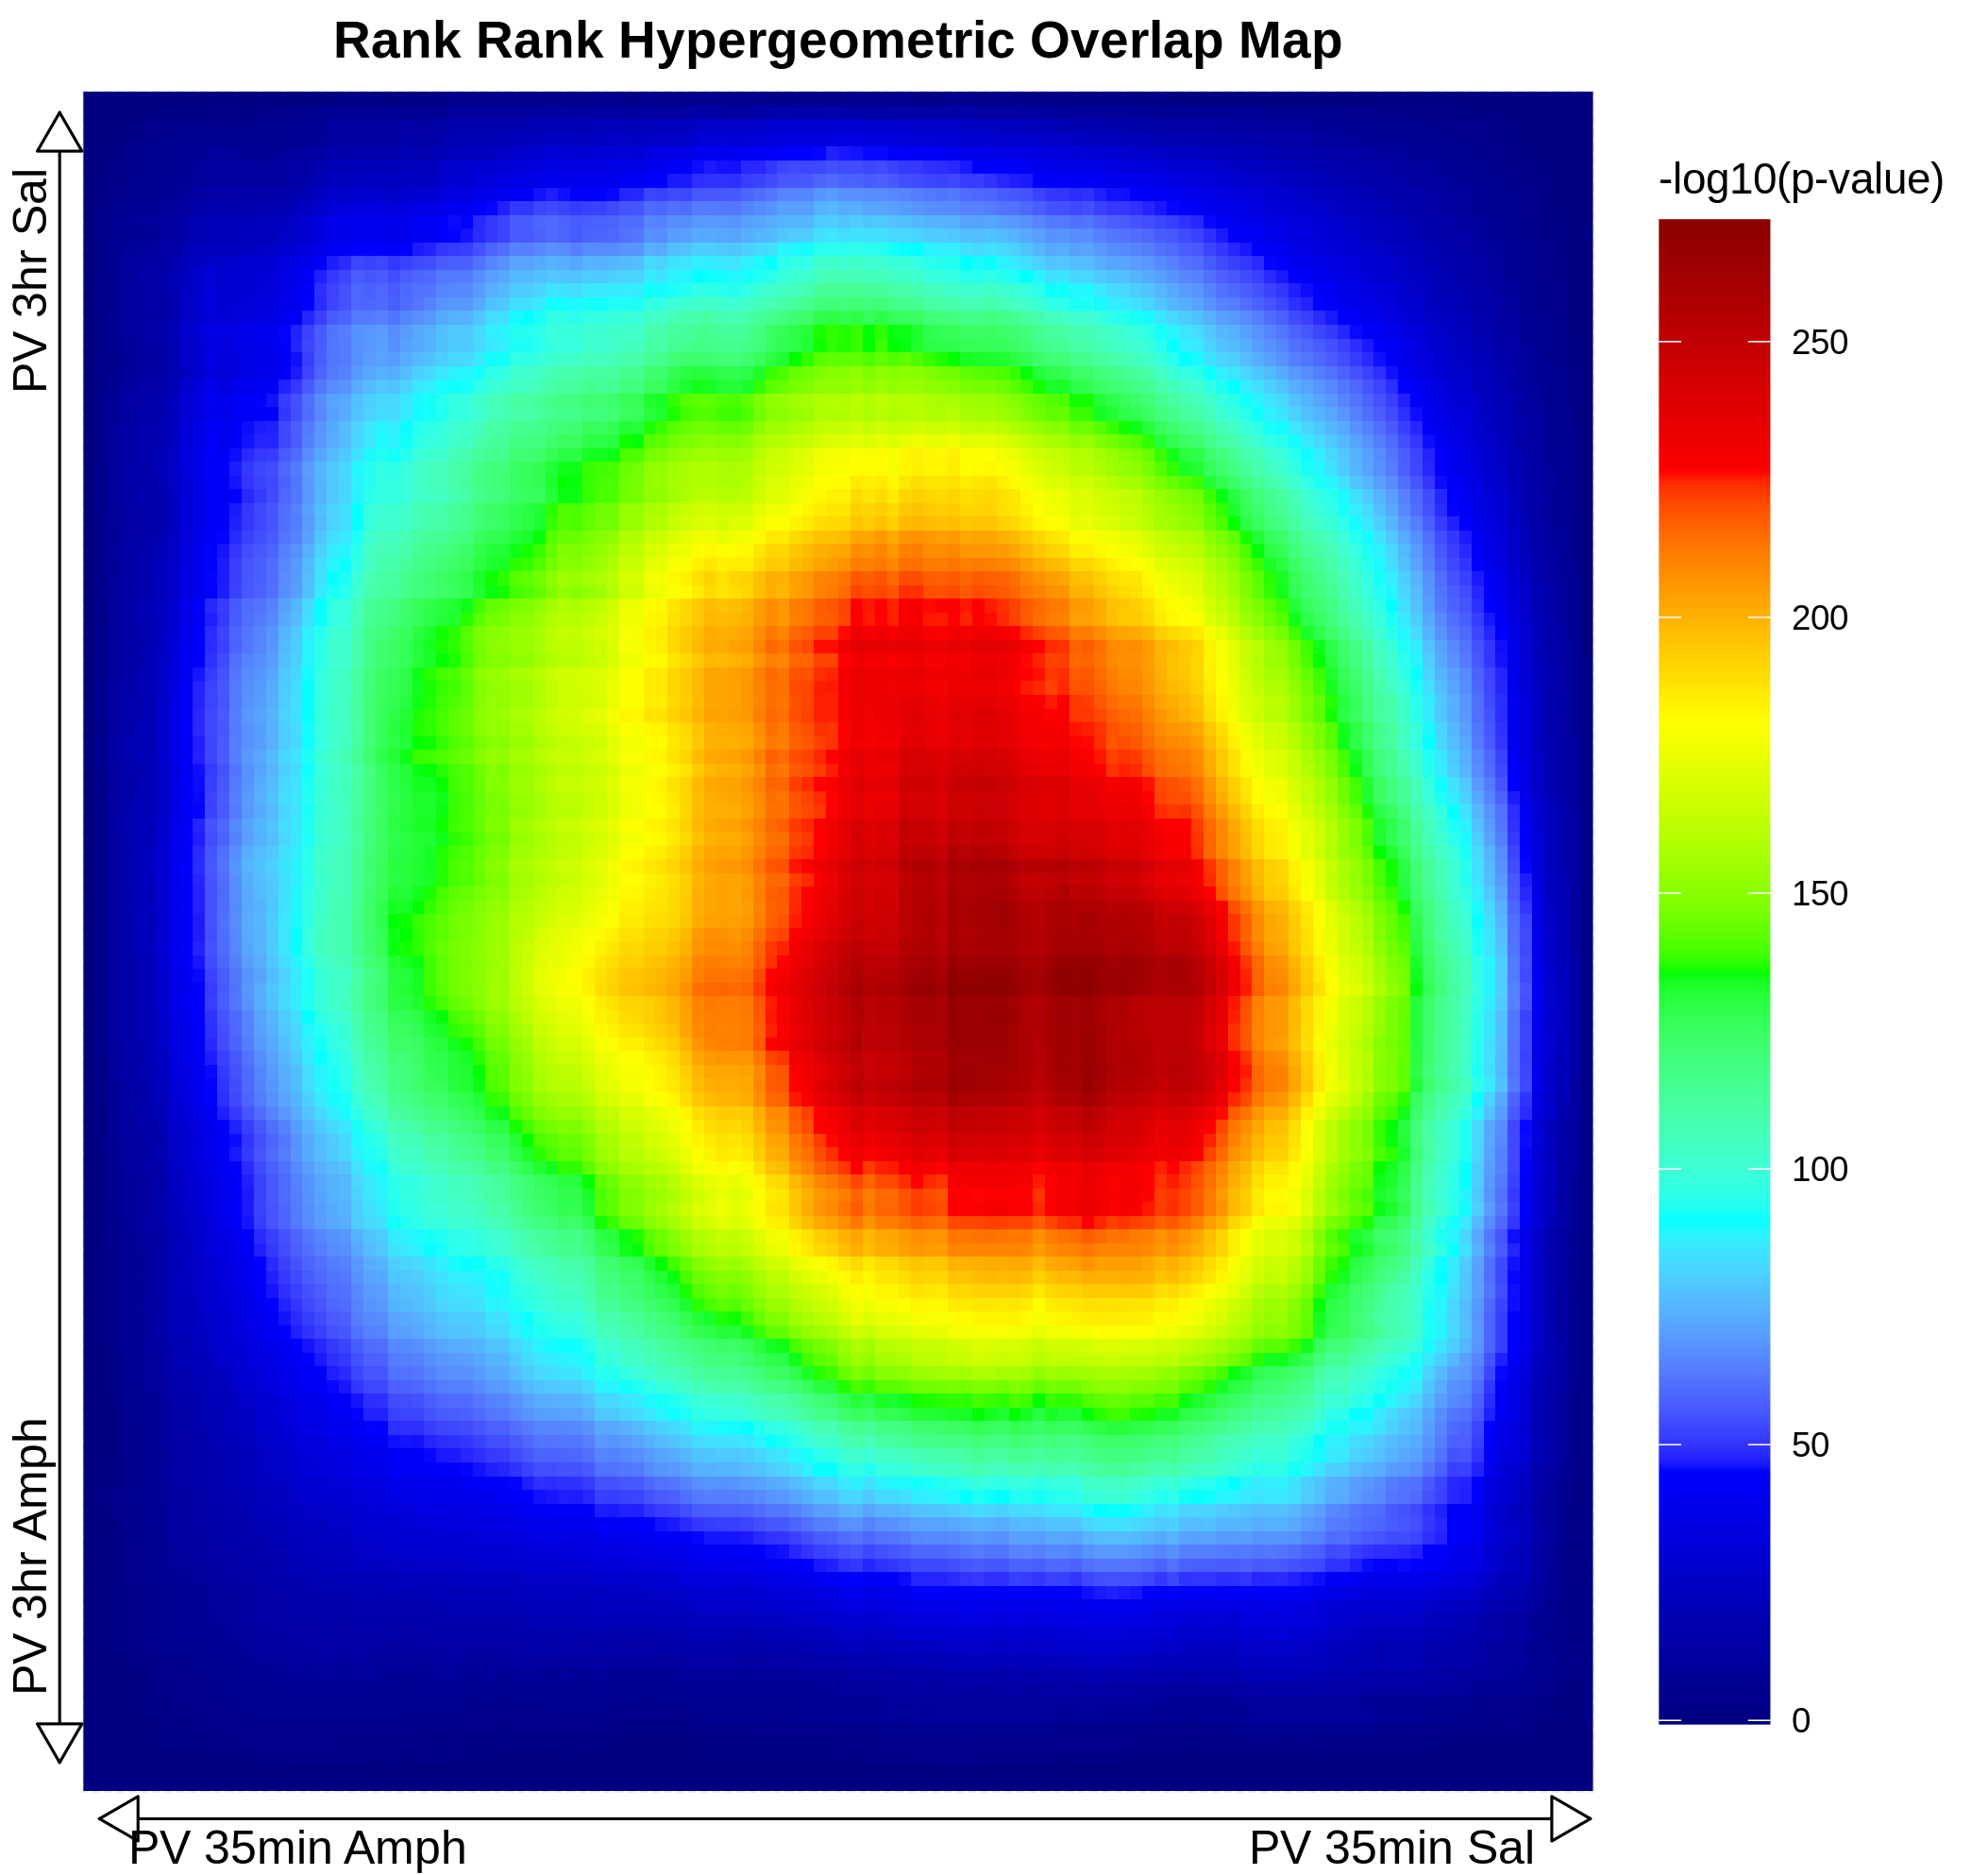 Rank Rank Hypergeometric Overlap Map
PV 3hr Sal
PV 3hr Amph
-log10(p-value)
250
200
150
100
50
0
PV 35min Amph
PV 35min Sal